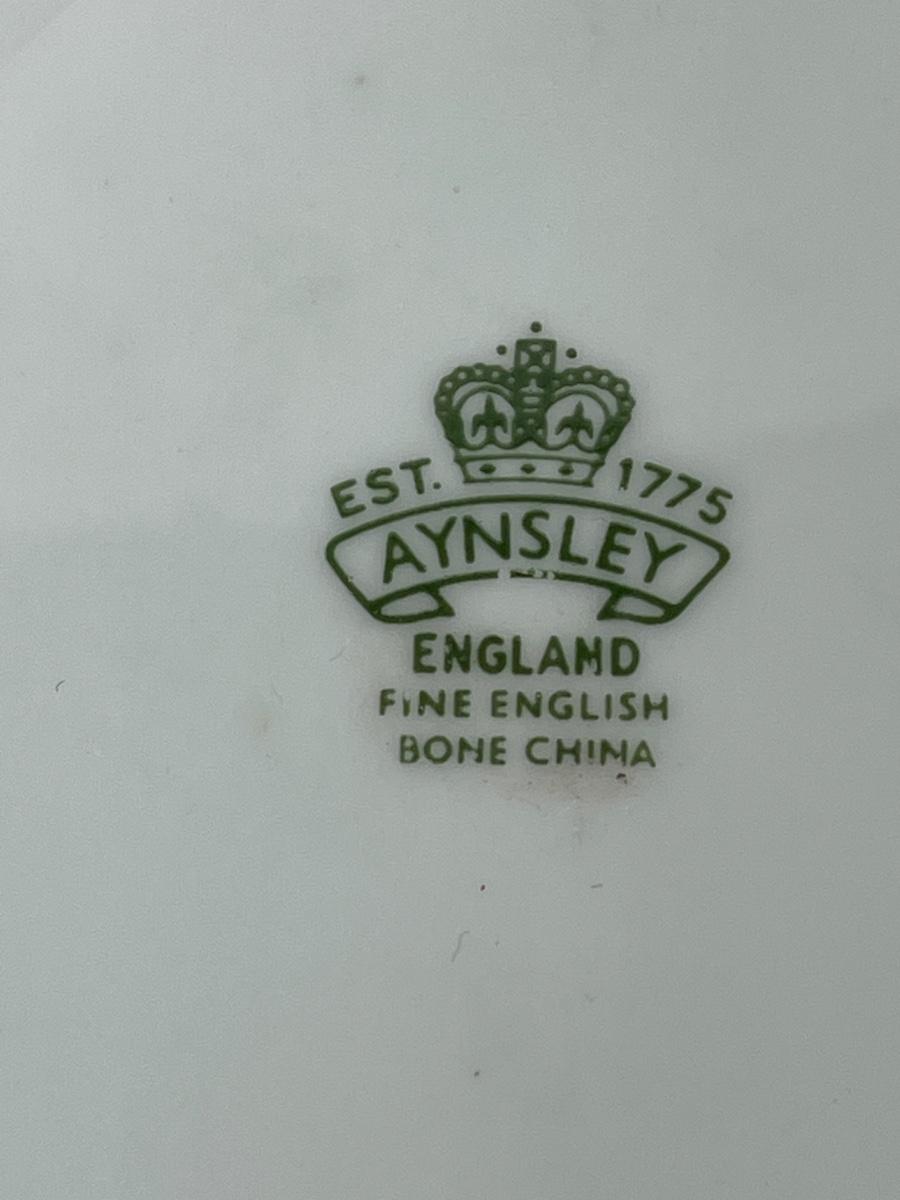 EST. 1775
AYNSLEY
ENGLAND
FINE ENGLISH
BONE CHINA